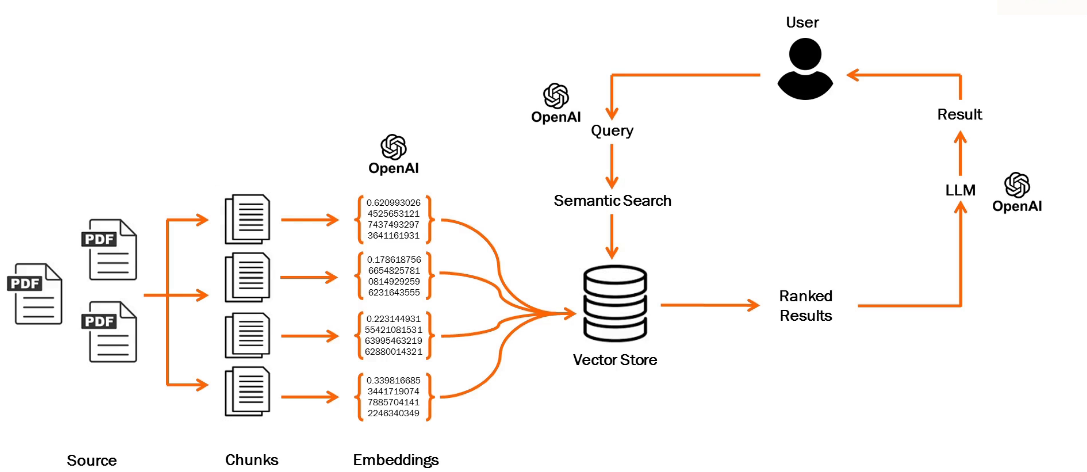 User
OpenAI
Query
Result
OpenAI
LLM
OpenAI
Semantic Search
0.620993026
4525653121
7437493297
3641161931
PDF
PDF
PDF
0.178618756
6654825781
0814929259
6231643555
0.223144931
55421081531
63995463219
62880014321
0.339816685
3441719074
7885704141
2246340349
Ranked
Results
Vector Store
Source
Chunks
Embeddings